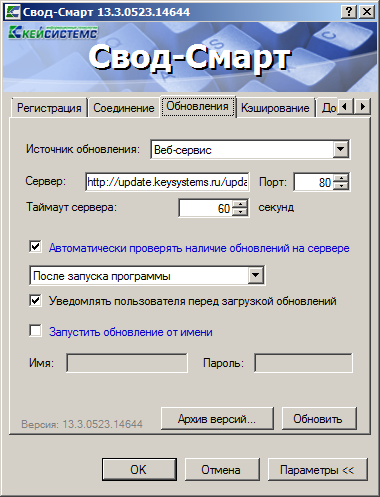 Свод-Смарт 13.3.0523.14644
КЕЙСИСТЕМС
Свод-Смарт
Регистрация Соединение Обновления Кэширование До
Источник обновления: Веб-сервис
Сервер: http://update.keysystems.ru/upda Порт: 80
Таймаут сервера: 60 секунд
Автоматически проверять наличие обновлений на сервере
После запуска программы
Уведомлять пользователя перед загрузкой обновлений
Запустить обновление от имени
Имя: Пароль:
Версия: 13.3.0523.14644 Архив версий... Обновить
OK Отмена Параметры <<